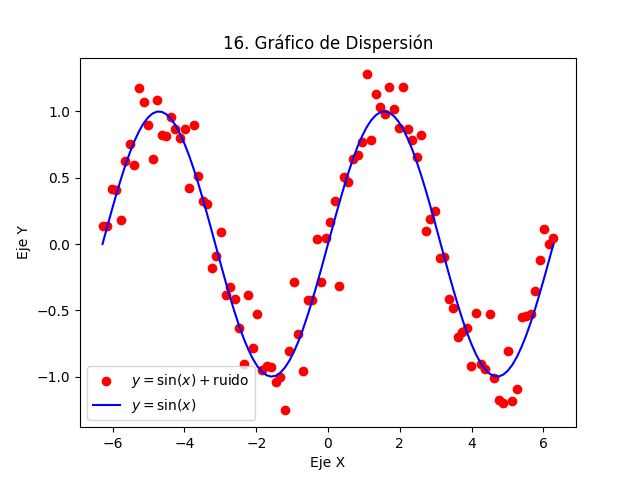 16. Gráfico de Dispersión
Eje Y
1.0
0.5
0.0
−0.5
−1.0
y = sin(x) + ruido
y = sin(x)
−6 −4 −2 0 2 4 6
Eje X